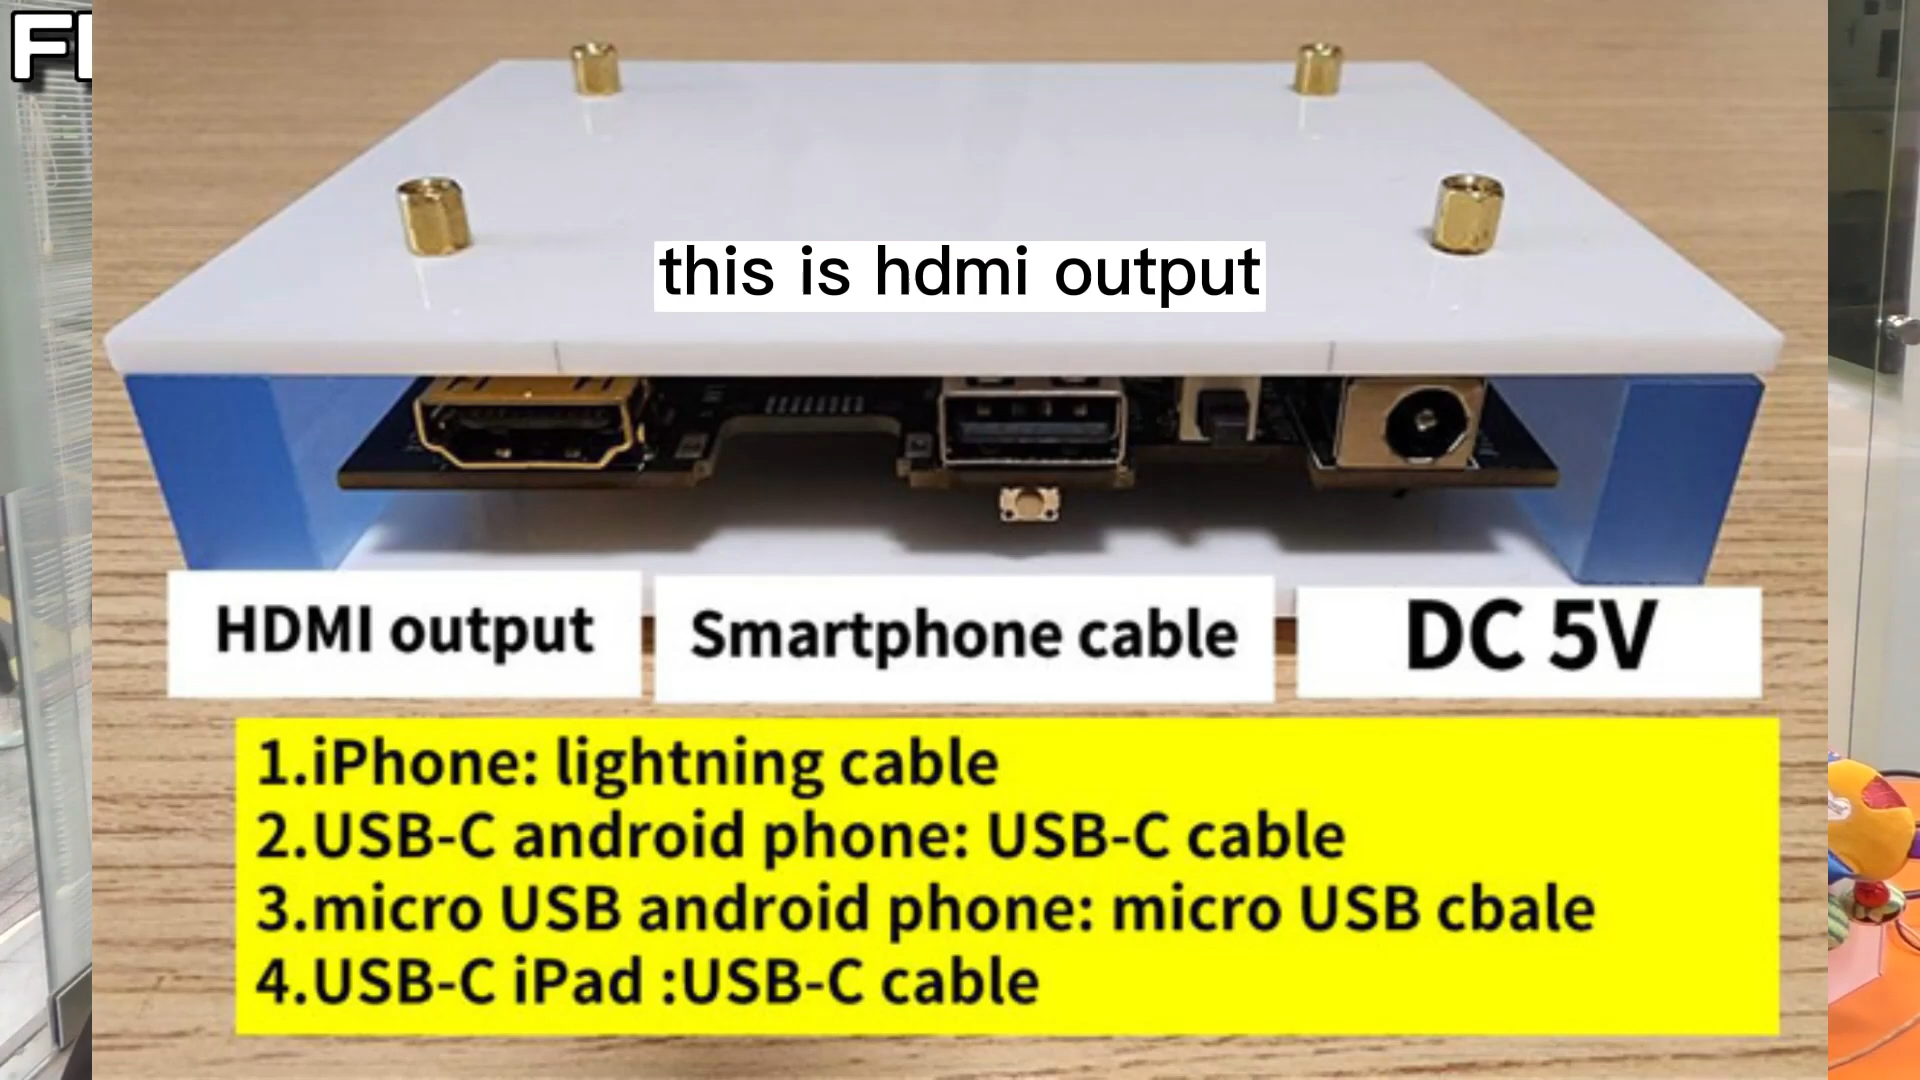 this is hdmi output
HDMI output
Smartphone cable
DC 5V
1.iPhone: lightning cable
2.USB-C android phone: USB-C cable
3.micro USB android phone: micro USB cbale
4.USB-C iPad :USB-C cable